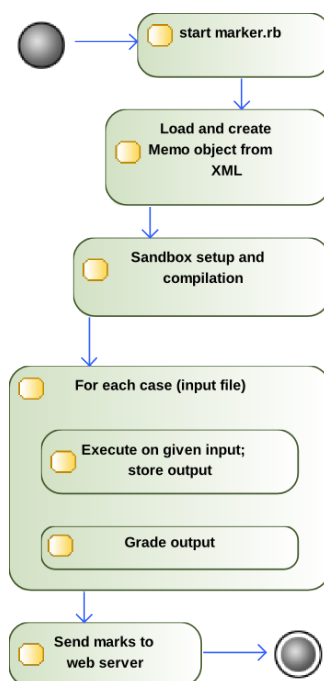 start marker.rb
Load and create
Memo object from
XML
Sandbox setup and
compilation
For each case (input file)
Execute on given input;
store output
Grade output
Send marks to
web server